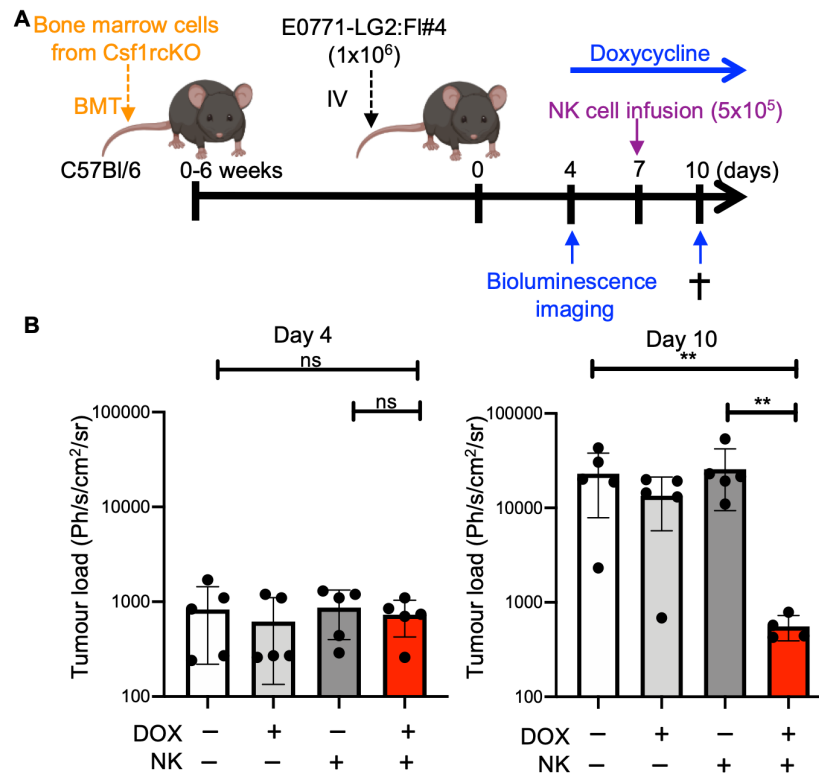 A
Bone marrow cells
from Csf1rcKO
BMT
C57Bl/6
0-6 weeks
E0771-LG2:Fl#4
(1x10⁶)
IV
Doxycycline
NK cell infusion (5x10⁵)
0 4 7 10 (days)
Bioluminescence
imaging
†
B
Day 4
ns
ns
Tumour load (Ph/s/cm²/sr)
100000
10000
1000
100
DOX − + − +
NK − − + +
Day 10
**
**
Tumour load (Ph/s/cm²/sr)
100000
10000
1000
100
DOX − + − +
NK − − + +